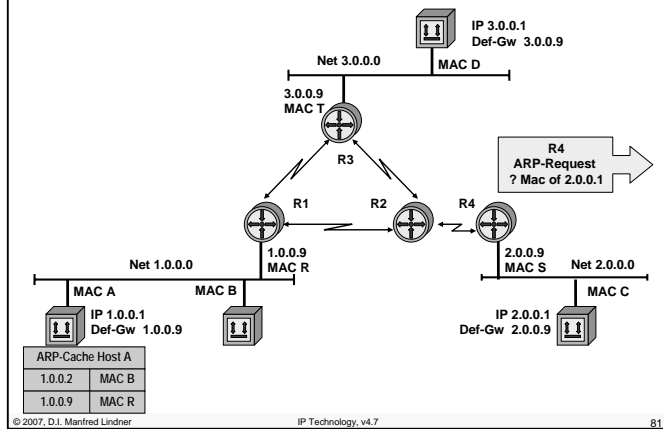 IP 3.0.0.1
Def-Gw 3.0.0.9
Net 3.0.0.0
MAC D
3.0.0.9
MAC T
R3
R4
ARP-Request
? Mac of 2.0.0.1
R1
R2
R4
1.0.0.9
MAC R
2.0.0.9
MAC S
Net 1.0.0.0
Net 2.0.0.0
MAC A
MAC B
MAC C
IP 1.0.0.1
Def-Gw 1.0.0.9
IP 2.0.0.1
Def-Gw 2.0.0.9
ARP-Cache Host A
1.0.0.2 MAC B
1.0.0.9 MAC R
© 2007, D.I. Manfred Lindner
IP Technology, v4.7
81